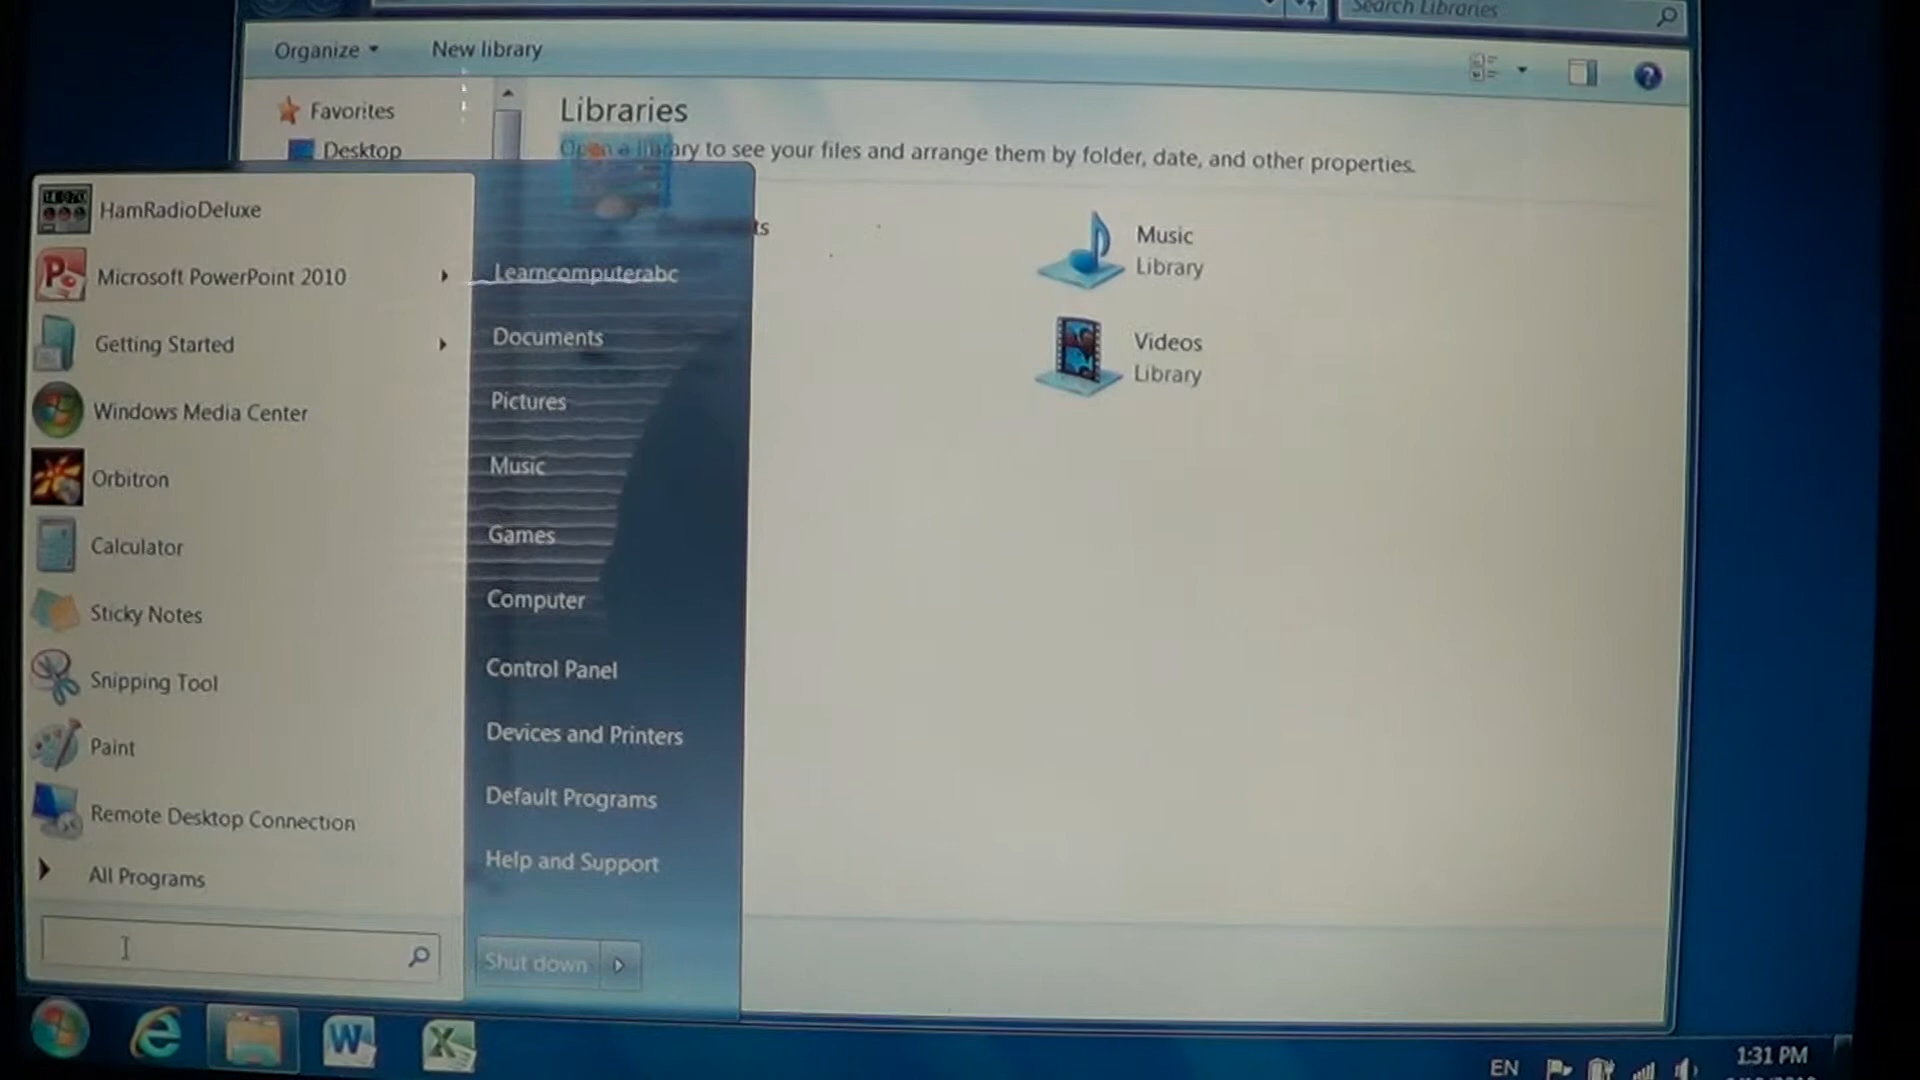 Search Libraries
Organize
New library
Favorites
Desktop
Libraries
Open a library to see your files and arrange them by folder, date, and other properties.
Music
Library
Videos
Library
HamRadioDeluxe
Microsoft PowerPoint 2010
Getting Started
Windows Media Center
Orbitron
Calculator
Sticky Notes
Snipping Tool
Paint
Remote Desktop Connection
All Programs
Learncomputerabc
Documents
Pictures
Music
Games
Computer
Control Panel
Devices and Printers
Default Programs
Help and Support
Shut down
EN
1:31 PM